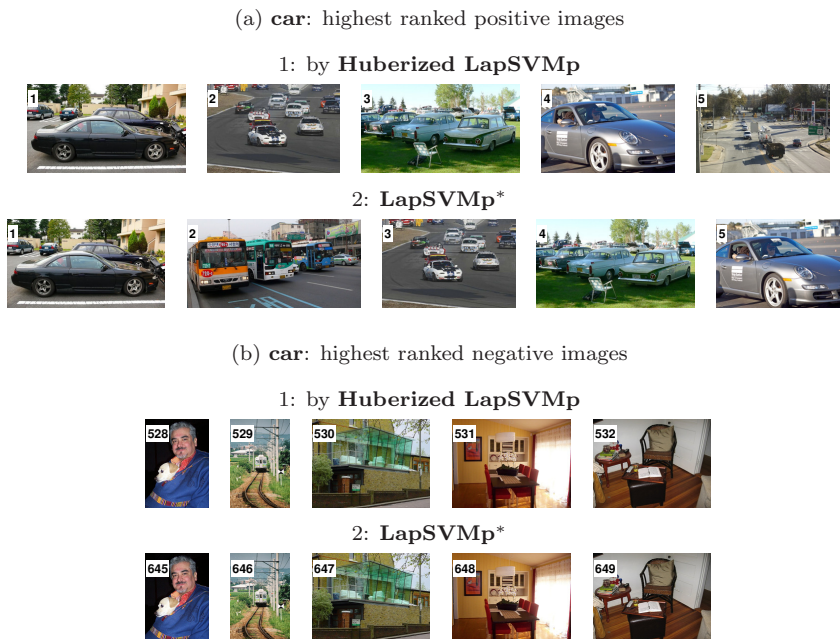 (a) car: highest ranked positive images
1: by Huberized LapSVMp
1 2 3 4 5
2: LapSVMp*
1 2 3 4 5
(b) car: highest ranked negative images
1: by Huberized LapSVMp
528 529 530 531 532
2: LapSVMp*
645 646 647 648 649